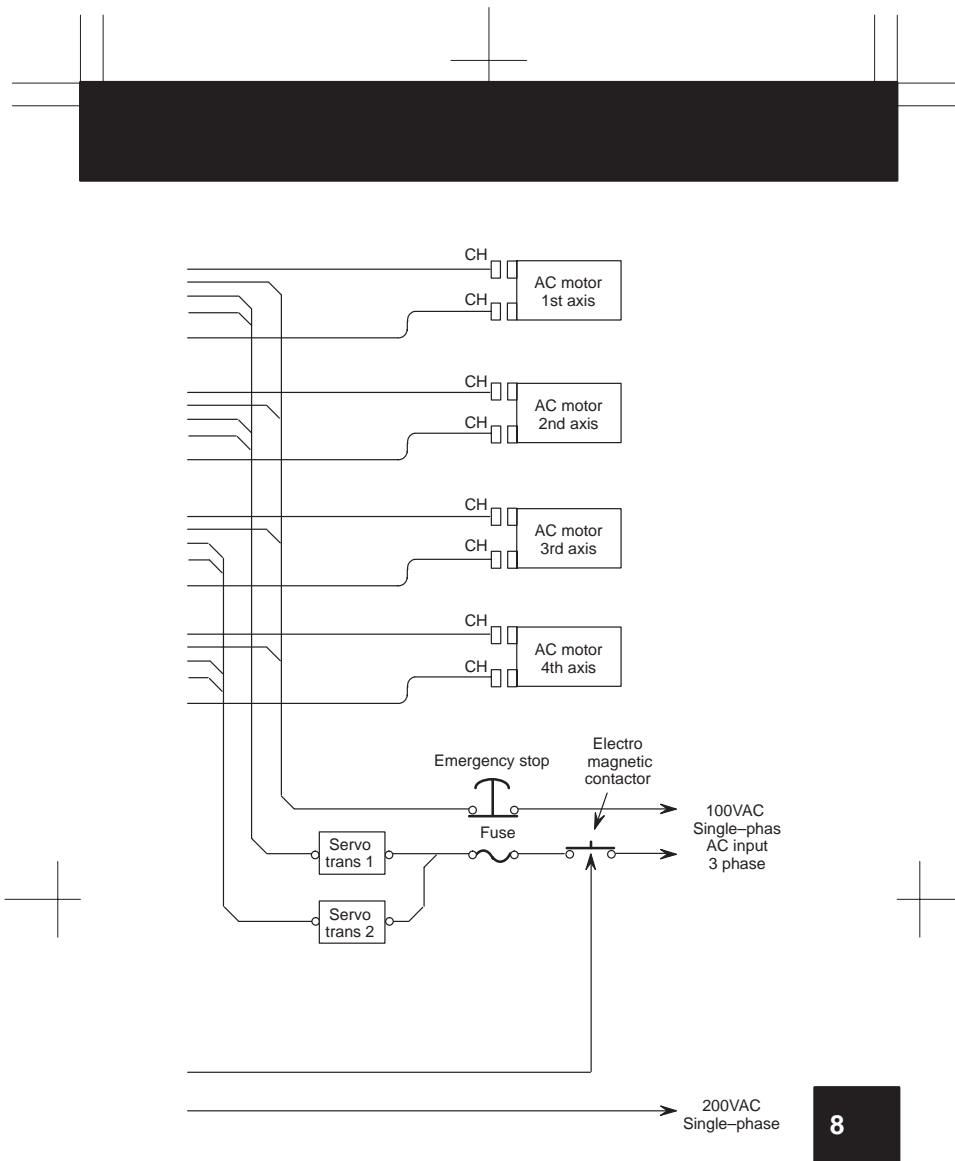 CH
AC motor
1st axis
CH
CH
AC motor
2nd axis
CH
CH
AC motor
3rd axis
CH
CH
AC motor
4th axis
CH
Electro
magnetic
contactor
Emergency stop
100VAC
Single–phas
AC input
3 phase
Fuse
Servo
trans 1
Servo
trans 2
200VAC
Single–phase
8